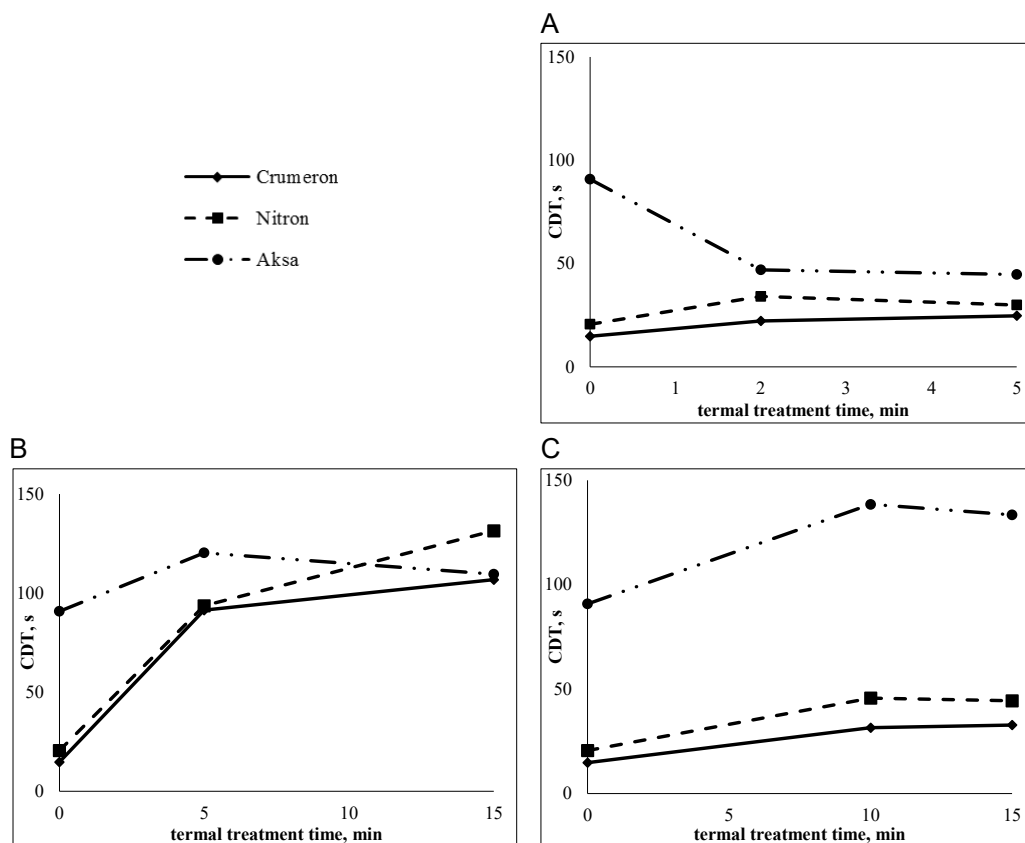 A
Crumeron
Nitron
Aksa
150
100
50
0
CDT, s
0 1 2 3 4 5
termal treatment time, min
B
150
100
50
0
CDT, s
0 5 10 15
termal treatment time, min
C
150
100
50
0
CDT, s
0 5 10 15
termal treatment time, min